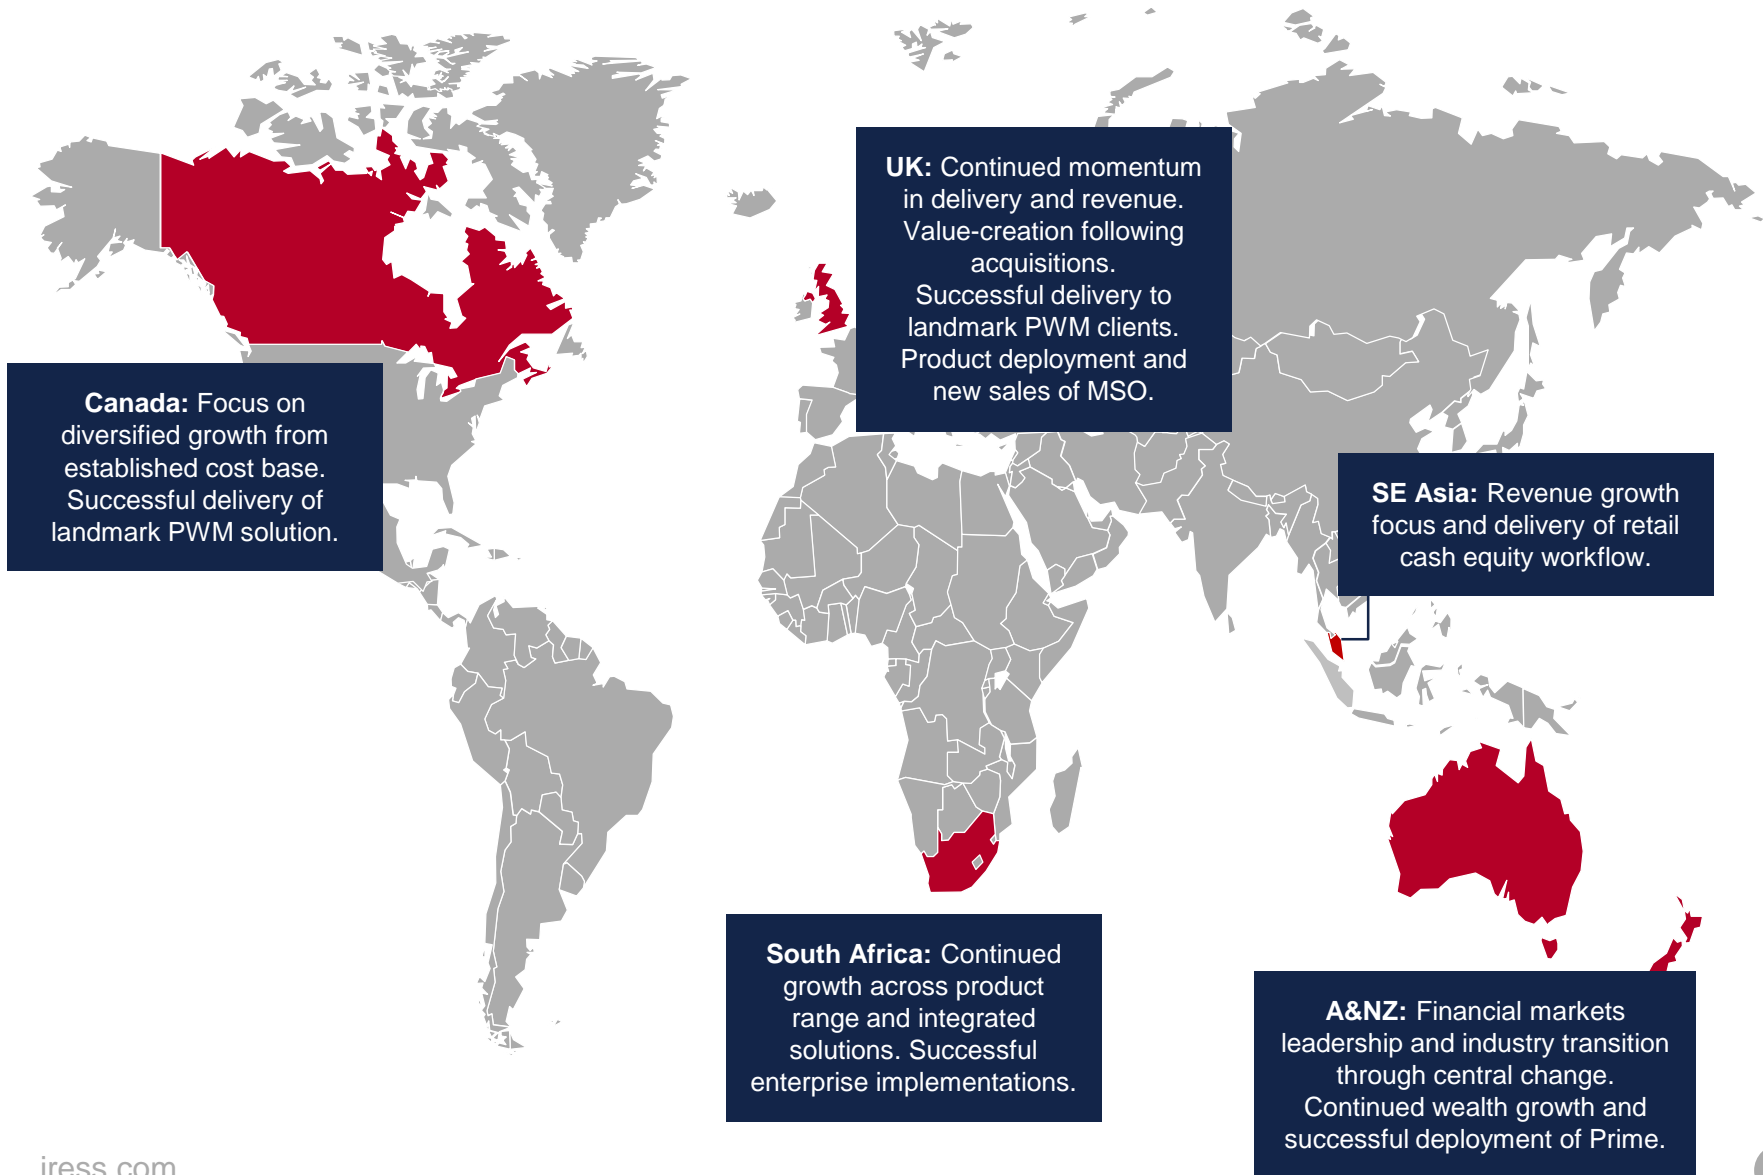 UK: Continued momentum
in delivery and revenue.
Value-creation following
acquisitions.
Successful delivery to
landmark PWM clients.
Product deployment and
new sales of MSO.
Canada: Focus on
diversified growth from
established cost base.
Successful delivery of
landmark PWM solution.
SE Asia: Revenue growth
focus and delivery of retail
cash equity workflow.
South Africa: Continued
growth across product
range and integrated
solutions. Successful
enterprise implementations.
A&NZ: Financial markets
leadership and industry transition
through central change.
Continued wealth growth and
successful deployment of Prime.
iress.com